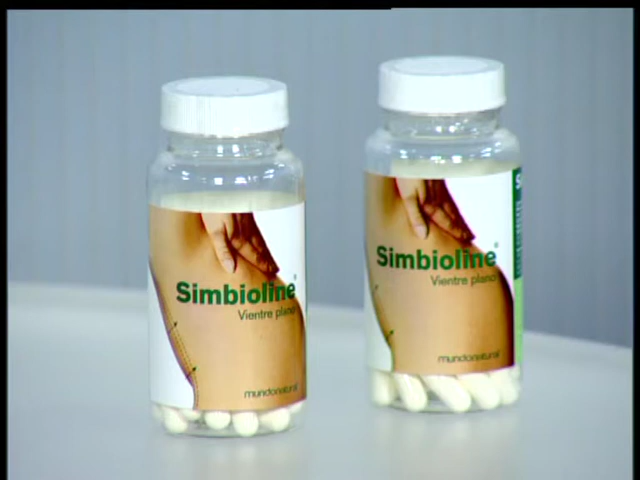 Simbioline
Vientre plano
mundonatural
Simbioline
Vientre plano
mundonatural